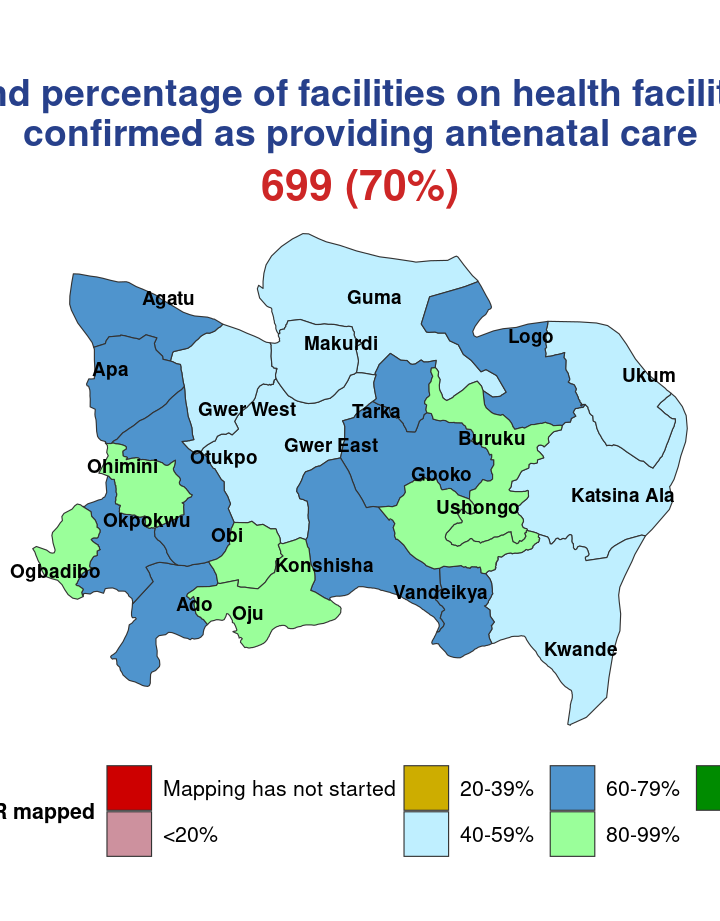 percentage of facilities on health
confirmed as providing antenatal care
699 (70%)
Agatu
Guma
Logo
Makurdi
Apa
Ukum
Gwer West
Tarka
Buruku
Gwer East
Otukpo
Ohimini
Gboko
Katsina Ala
Ushongo
Okpokwu
Obi
Konshisha
Ogbadibo
Vandeikya
Ado
Oju
Kwande
mapped
Mapping has not started
20-39%
60-79%
<20%
40-59%
80-99%